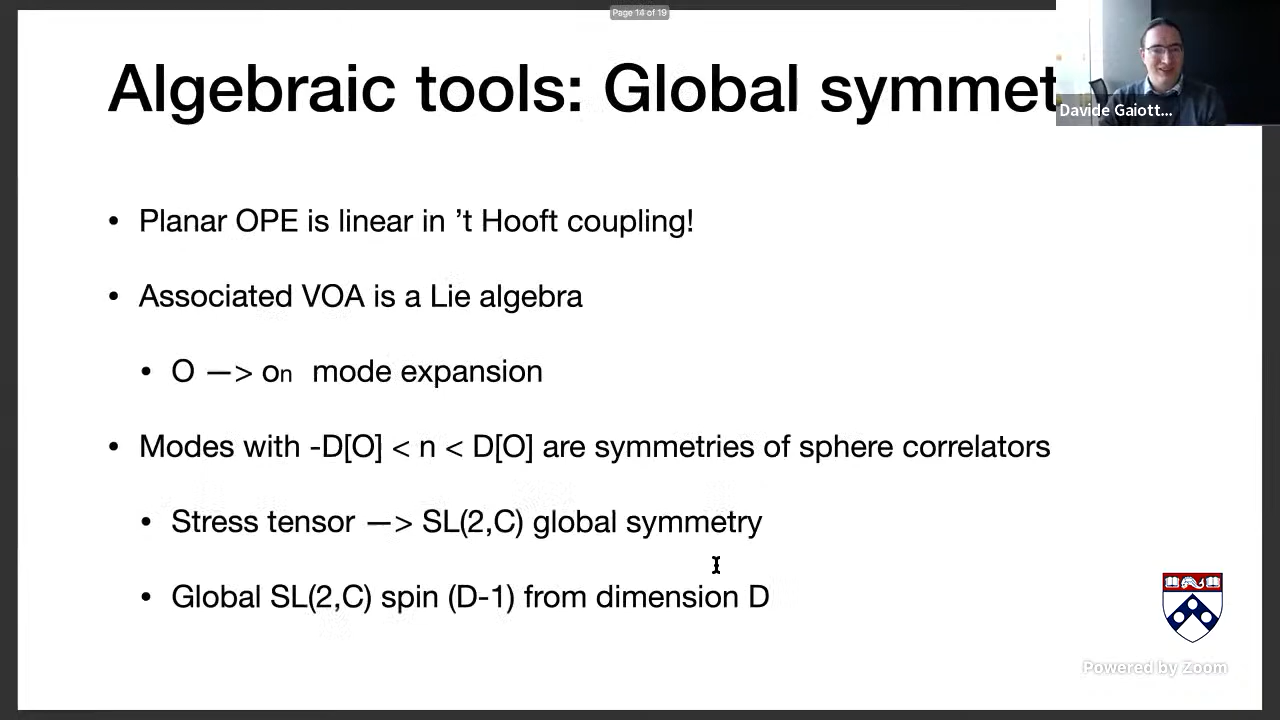 Page 14 of 19
Algebraic tools: Global symmet
Davide Gaiott...
• Planar OPE is linear in ’t Hooft coupling!
• Associated VOA is a Lie algebra
• O —> on mode expansion
• Modes with -D[O] < n < D[O] are symmetries of sphere correlators
• Stress tensor —> SL(2,C) global symmetry
• Global SL(2,C) spin (D-1) from dimension D
Powered by Zoom